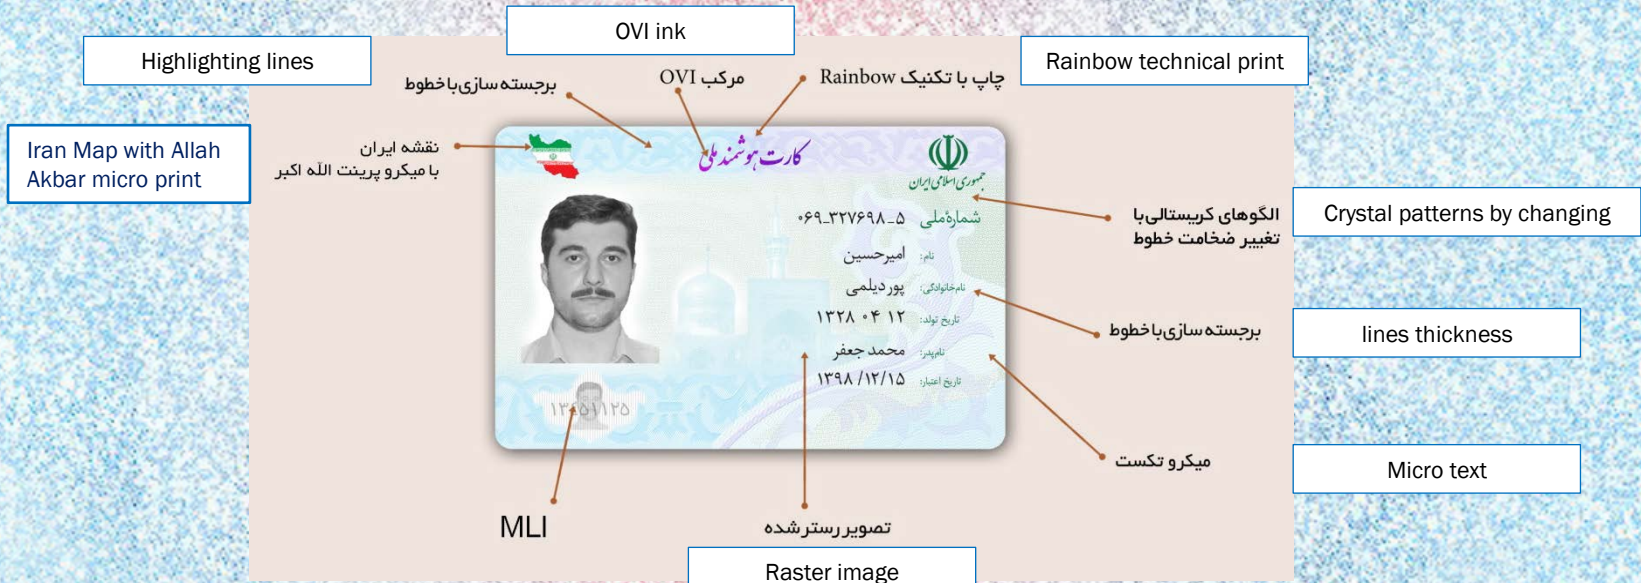 OVI ink
Highlighting lines
Rainbow technical print
برجسته سازی با خطوط
مرکب OVI
چاپ با تکنیک Rainbow
Iran Map with Allah
Akbar micro print
نقشه ایران
با میکرو پرینت الله اکبر
کارت هوشمند ملی
جمهوری اسلامی ایران
شمارۀ ملی ۰۶۹_۳۲۷۶۹۸_۵
الگوهای کریستالی با
تغییر ضخامت خطوط
Crystal patterns by changing
نام: امیرحسین
نام‌خانوادگی: پوردیلمی
تاریخ تولد: ۱۳۲۸ ۰۴ ۱۲
برجسته سازی با خطوط
lines thickness
نام‌پدر: محمد جعفر
تاریخ اعتبار: ۱۳۹۸/۱۲/۱۵
میکرو تکست
Micro text
MLI
تصویر رستر شده
Raster image